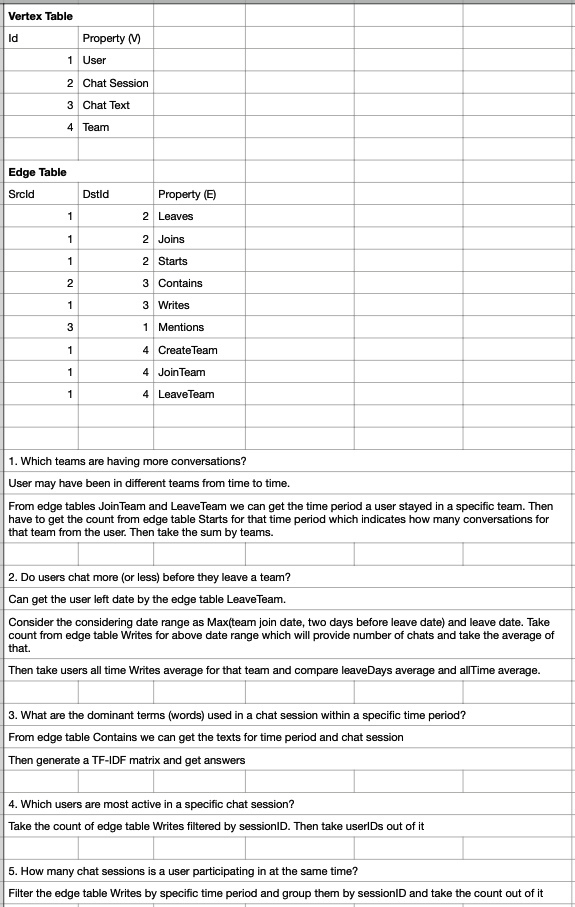 Vertex Table
Id Property (V)
1 User
2 Chat Session
3 Chat Text
4 Team
Edge Table
SrcId DstId Property (E)
1 2 Leaves
1 2 Joins
1 2 Starts
2 3 Contains
1 3 Writes
3 1 Mentions
1 4 CreateTeam
1 4 JoinTeam
1 4 LeaveTeam
1. Which teams are having more conversations?
User may have been in different teams from time to time.
From edge tables JoinTeam and LeaveTeam we can get the time period a user stayed in a specific team. Then
have to get the count from edge table Starts for that time period which indicates how many conversations for
that team from the user. Then take the sum by teams.
2. Do users chat more (or less) before they leave a team?
Can get the user left date by the edge table LeaveTeam.
Consider the considering date range as Max(team join date, two days before leave date) and leave date. Take
count from edge table Writes for above date range which will provide number of chats and take the average of
that.
Then take users all time Writes average for that team and compare leaveDays average and allTime average.
3. What are the dominant terms (words) used in a chat session within a specific time period?
From edge table Contains we can get the texts for time period and chat session
Then generate a TF-IDF matrix and get answers
4. Which users are most active in a specific chat session?
Take the count of edge table Writes filtered by sessionID. Then take userIDs out of it
5. How many chat sessions is a user participating in at the same time?
Filter the edge table Writes by specific time period and group them by sessionID and take the count out of it